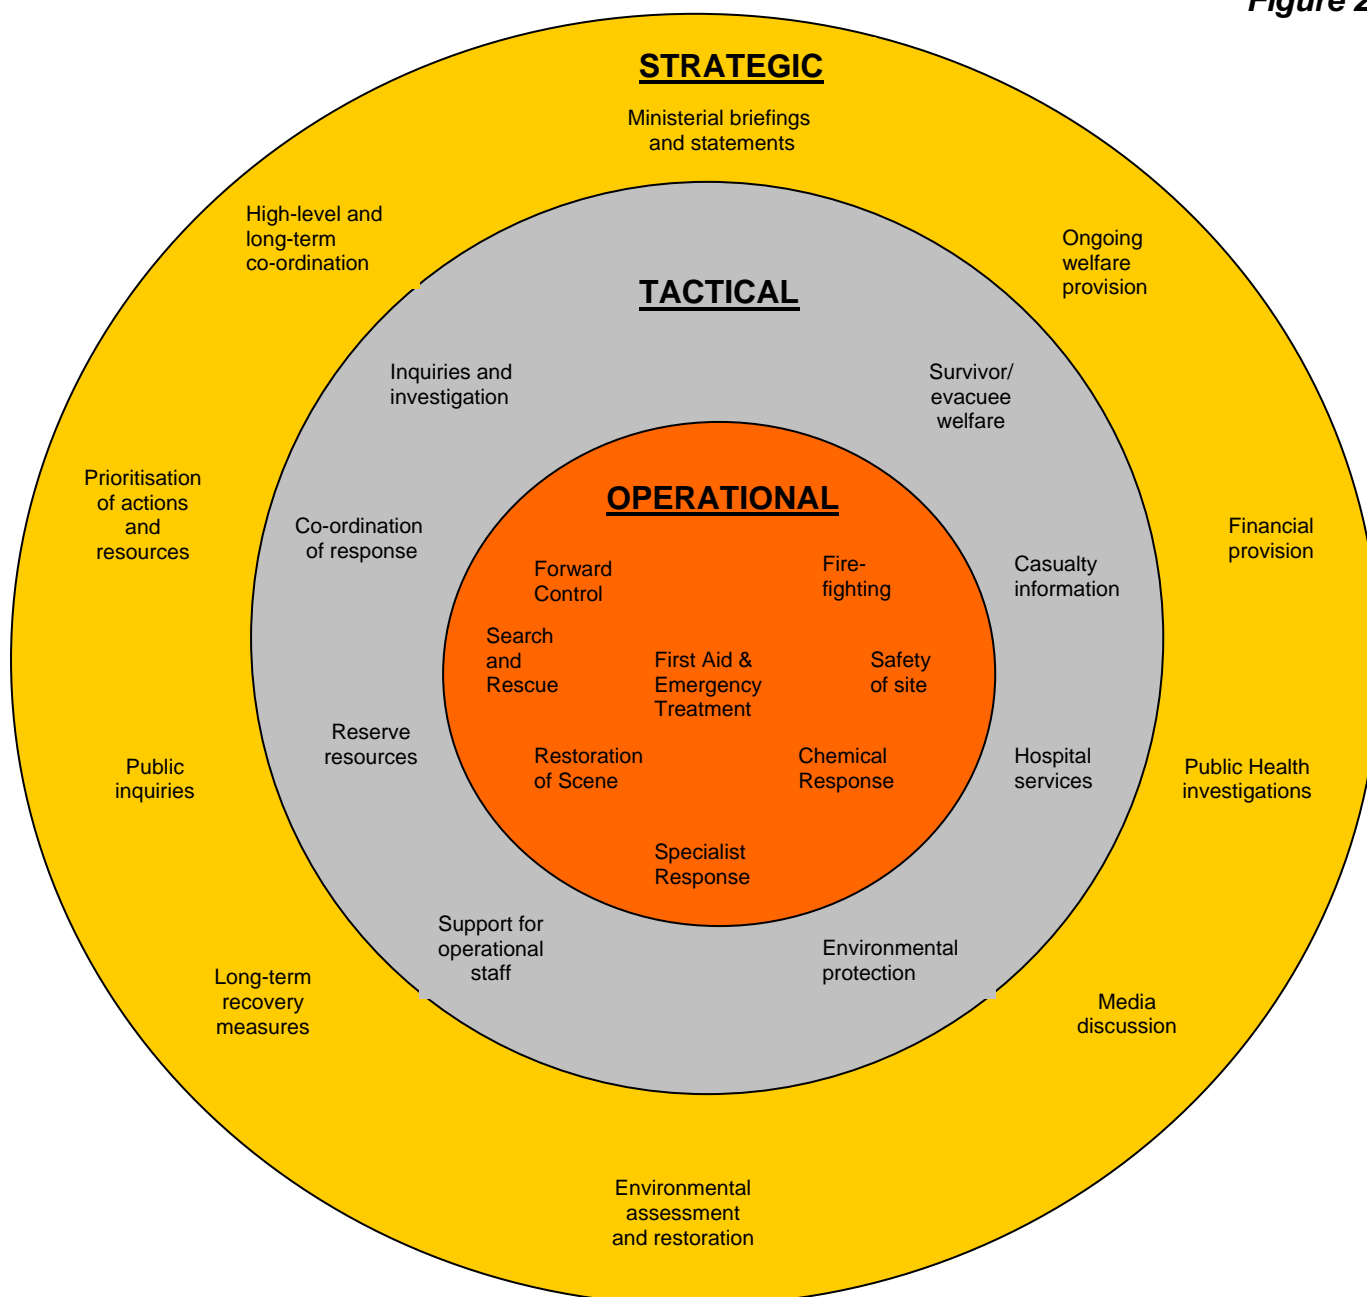 Figure 2
STRATEGIC
Ministerial briefings
and statements
High-level and
long-term
co-ordination
Ongoing
welfare
provision
TACTICAL
Inquiries and
investigation
Survivor/
evacuee
welfare
Prioritisation
of actions
and
resources
OPERATIONAL
Co-ordination
of response
Financial
provision
Forward
Control
Fire-
fighting
Casualty
information
Search
and
Rescue
First Aid &
Emergency
Treatment
Safety
of site
Reserve
resources
Restoration
of Scene
Chemical
Response
Hospital
services
Public
inquiries
Public Health
investigations
Specialist
Response
Support for
operational
staff
Environmental
protection
Long-term
recovery
measures
Media
discussion
Environmental
assessment
and restoration